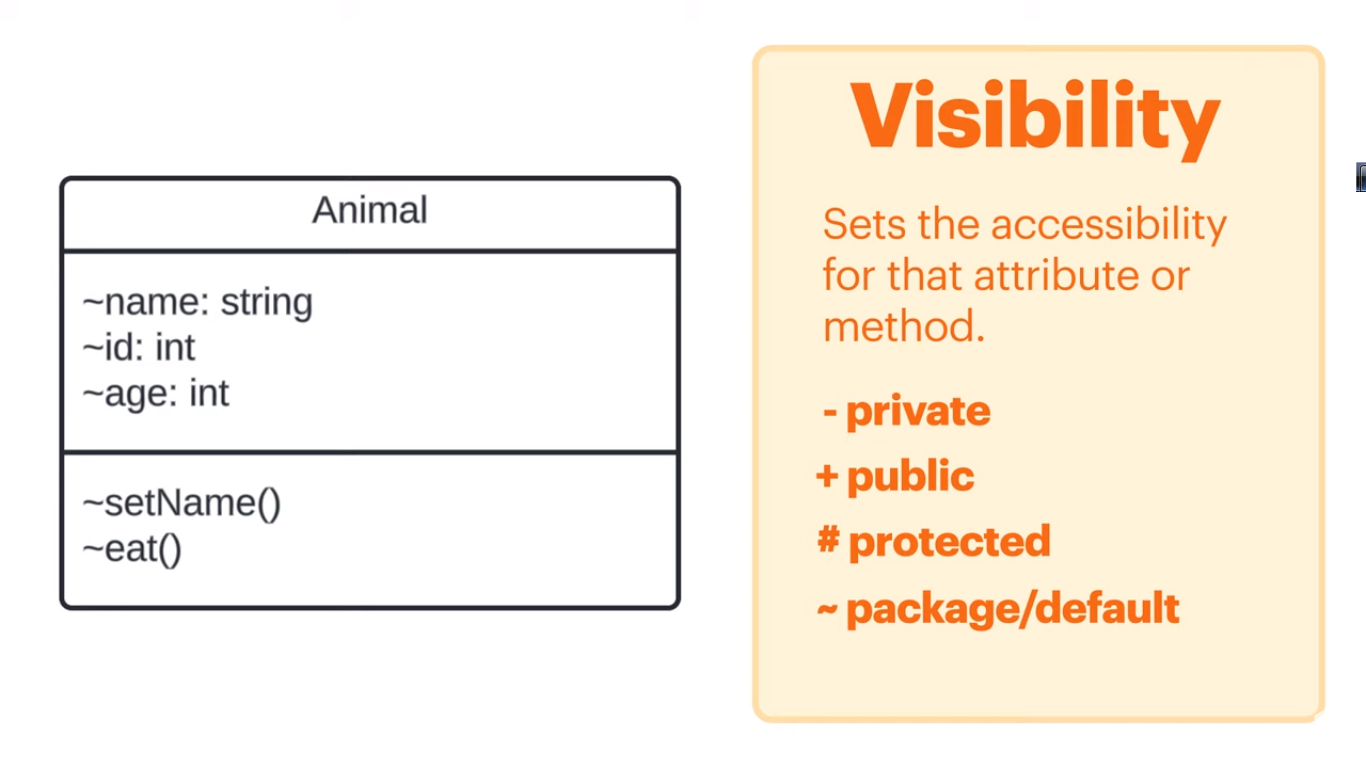 Animal
~name: string
~id: int
~age: int
~setName()
~eat()
Visibility
Sets the accessibility
for that attribute or
method.
- private
+ public
# protected
~ package/default